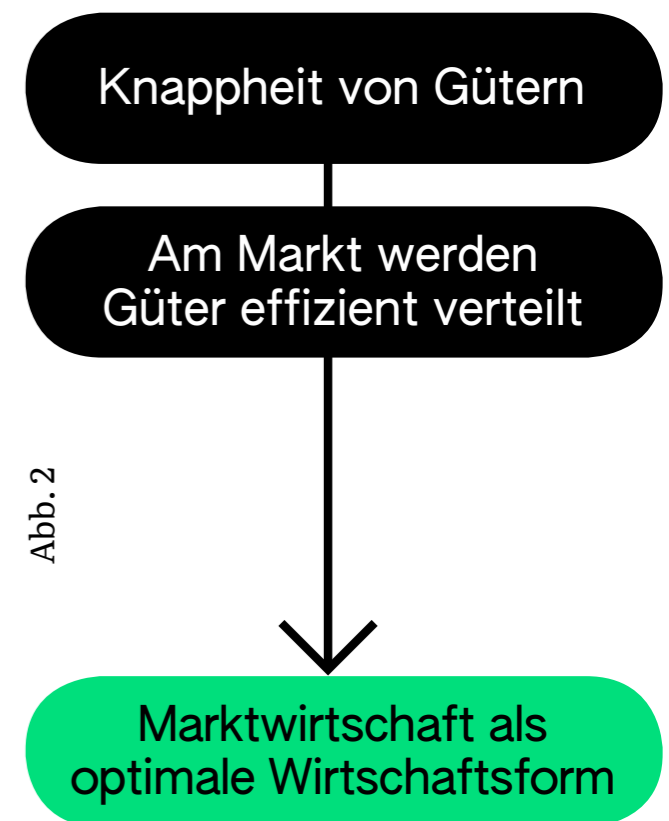 Knappheit von Gütern
Am Markt werden
Güter effizient verteilt
Abb. 2
Marktwirtschaft als
optimale Wirtschaftsform